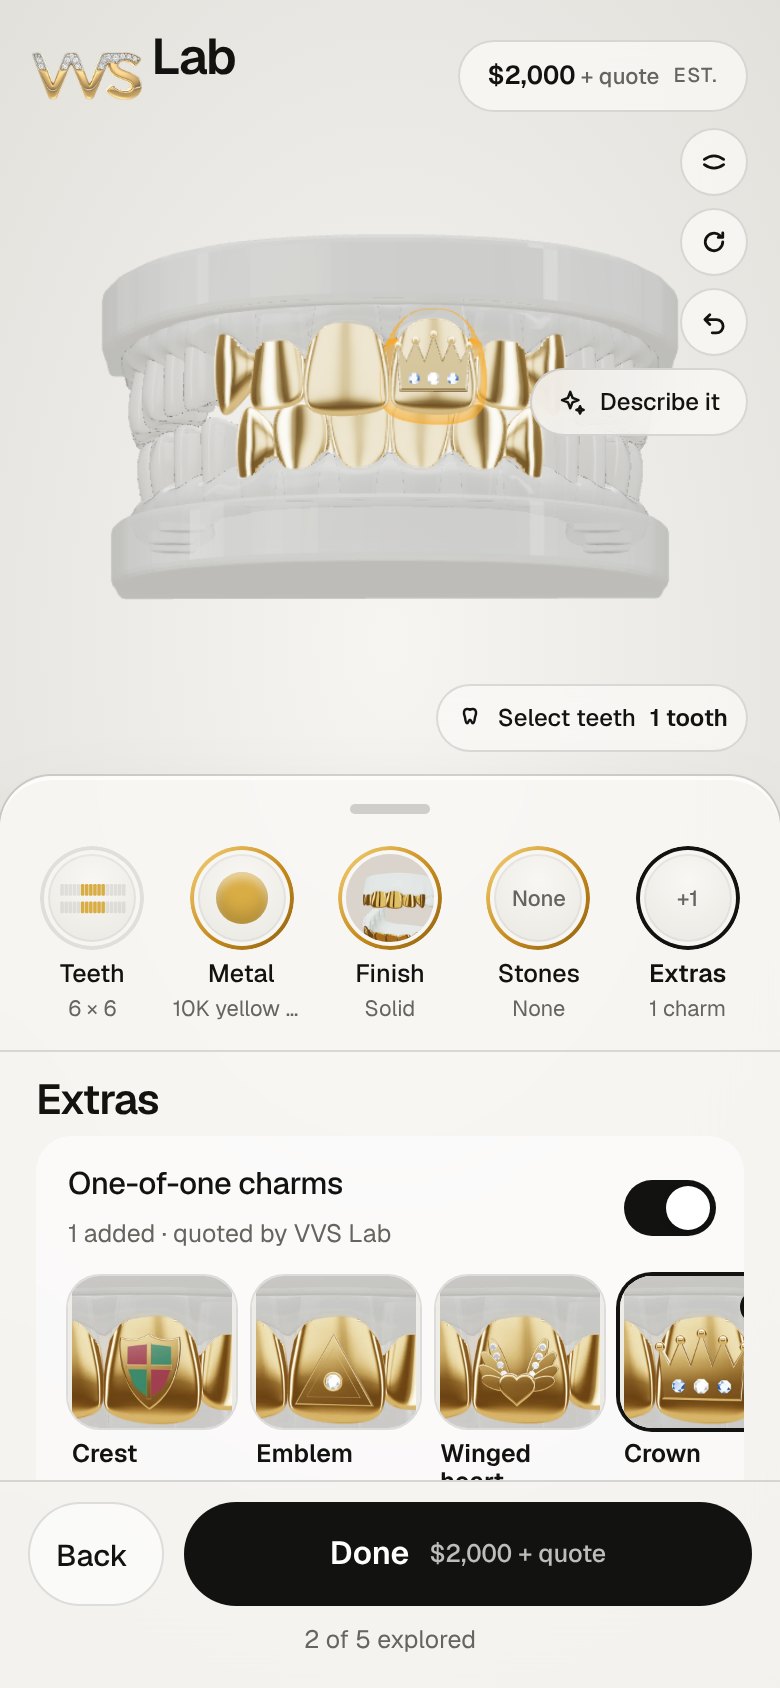 VVS Lab
$2,000 + quote EST.
Describe it
Select teeth 1 tooth
None
+1
Teeth
Metal
Finish
Stones
Extras
6 × 6
10K yellow ...
Solid
None
1 charm
Extras
One-of-one charms
1 added · quoted by VVS Lab
Crest
Emblem
Winged
heart
Crown
Back
Done $2,000 + quote
2 of 5 explored